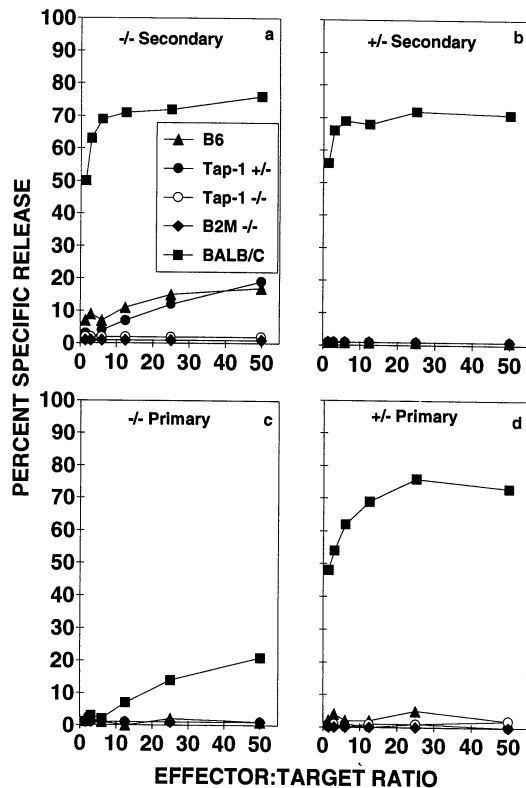 PERCENT SPECIFIC RELEASE
-/- Secondary a
100
90
80
70
60
50
40
30
20
10
0
B6
Tap-1 +/-
Tap-1 -/-
B2M -/-
BALB/C
0 10 20 30 40 50
+/- Secondary b
0 10 20 30 40 50
-/- Primary c
100
90
80
70
60
50
40
30
20
10
0
0 10 20 30 40 50
+/- Primary d
0 10 20 30 40 50
EFFECTOR:TARGET RATIO